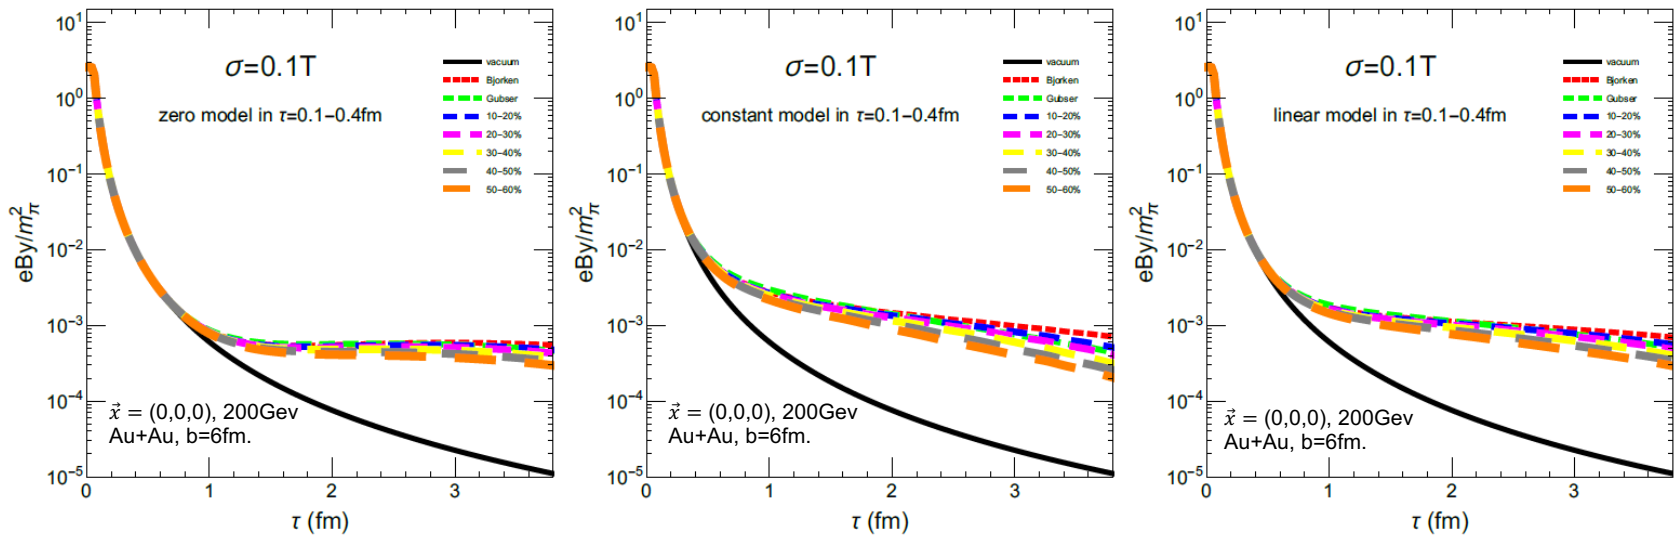 σ=0.1T
zero model in τ=0.1−0.4fm
vacuum
Bjorken
Gubser
10−20%
20−30%
30−40%
40−50%
50−60%
x⃗ = (0,0,0), 200Gev
Au+Au, b=6fm.
eBy/m_π^2
10^1
10^0
10^-1
10^-2
10^-3
10^-4
10^-5
0 1 2 3
τ (fm)
σ=0.1T
constant model in τ=0.1−0.4fm
vacuum
Bjorken
Gubser
10−20%
20−30%
30−40%
40−50%
50−60%
x⃗ = (0,0,0), 200Gev
Au+Au, b=6fm.
eBy/m_π^2
10^1
10^0
10^-1
10^-2
10^-3
10^-4
10^-5
0 1 2 3
τ (fm)
σ=0.1T
linear model in τ=0.1−0.4fm
vacuum
Bjorken
Gubser
10−20%
20−30%
30−40%
40−50%
50−60%
x⃗ = (0,0,0), 200Gev
Au+Au, b=6fm.
eBy/m_π^2
10^1
10^0
10^-1
10^-2
10^-3
10^-4
10^-5
0 1 2 3
τ (fm)